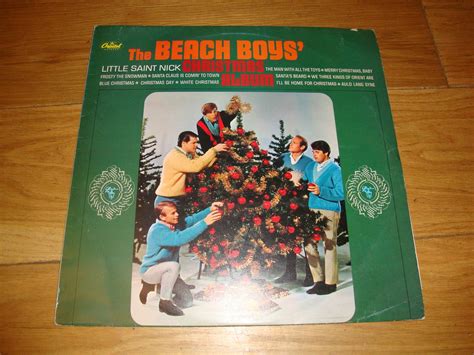 Capitol
The BEACH BOYS'
CHRISTMAS
ALBUM
LITTLE SAINT NICK
THE MAN WITH ALL THE TOYS ★ MERRY CHRISTMAS, BABY
FROSTY THE SNOWMAN ★ SANTA CLAUS IS COMIN' TO TOWN
SANTA'S BEARD ★ WE THREE KINGS OF ORIENT ARE
BLUE CHRISTMAS ★ CHRISTMAS DAY ★ WHITE CHRISTMAS
I'LL BE HOME FOR CHRISTMAS ★ AULD LANG SYNE